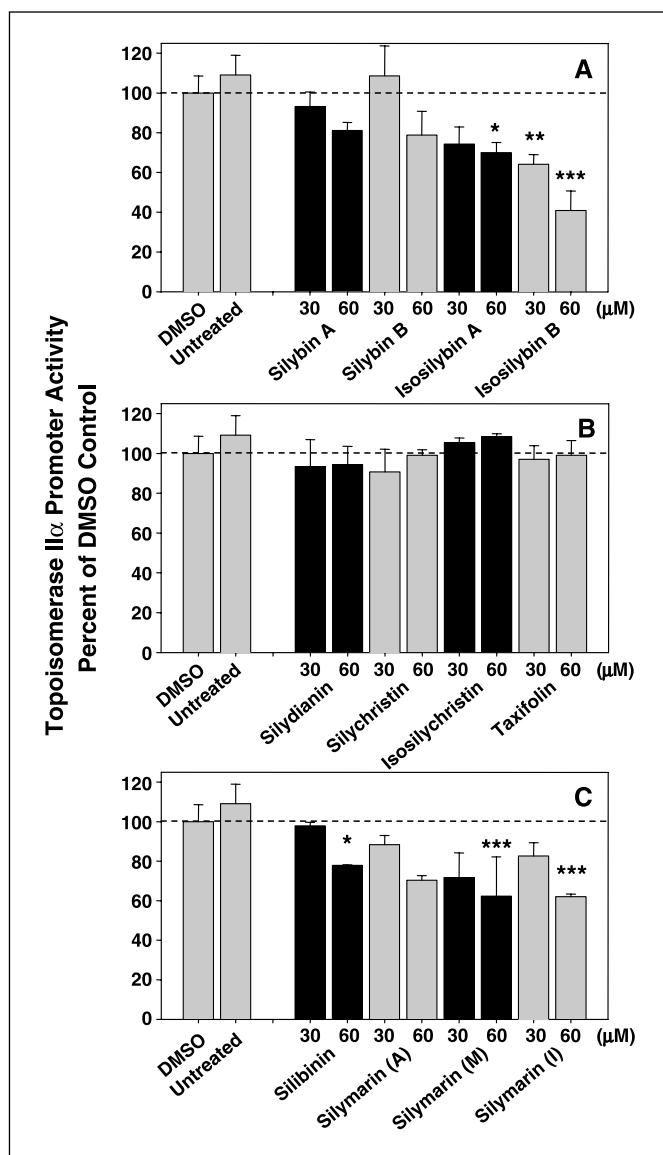 Topoisomerase IIα Promoter Activity
Percent of DMSO Control
A
120
100
80
60
40
20
0
* ** ***
DMSO
Untreated
30 60 30 60 30 60 30 60 (μM)
Silybin A
Silybin B
Isosilybin A
Isosilybin B
B
120
100
80
60
40
20
0
DMSO
Untreated
30 60 30 60 30 60 30 60 (μM)
Silydianin
Silychristin
Isosilychristin
Taxifolin
C
120
100
80
60
40
20
0
* *** ***
DMSO
Untreated
30 60 30 60 30 60 30 60 (μM)
Silibinin
Silymarin (A)
Silymarin (M)
Silymarin (I)